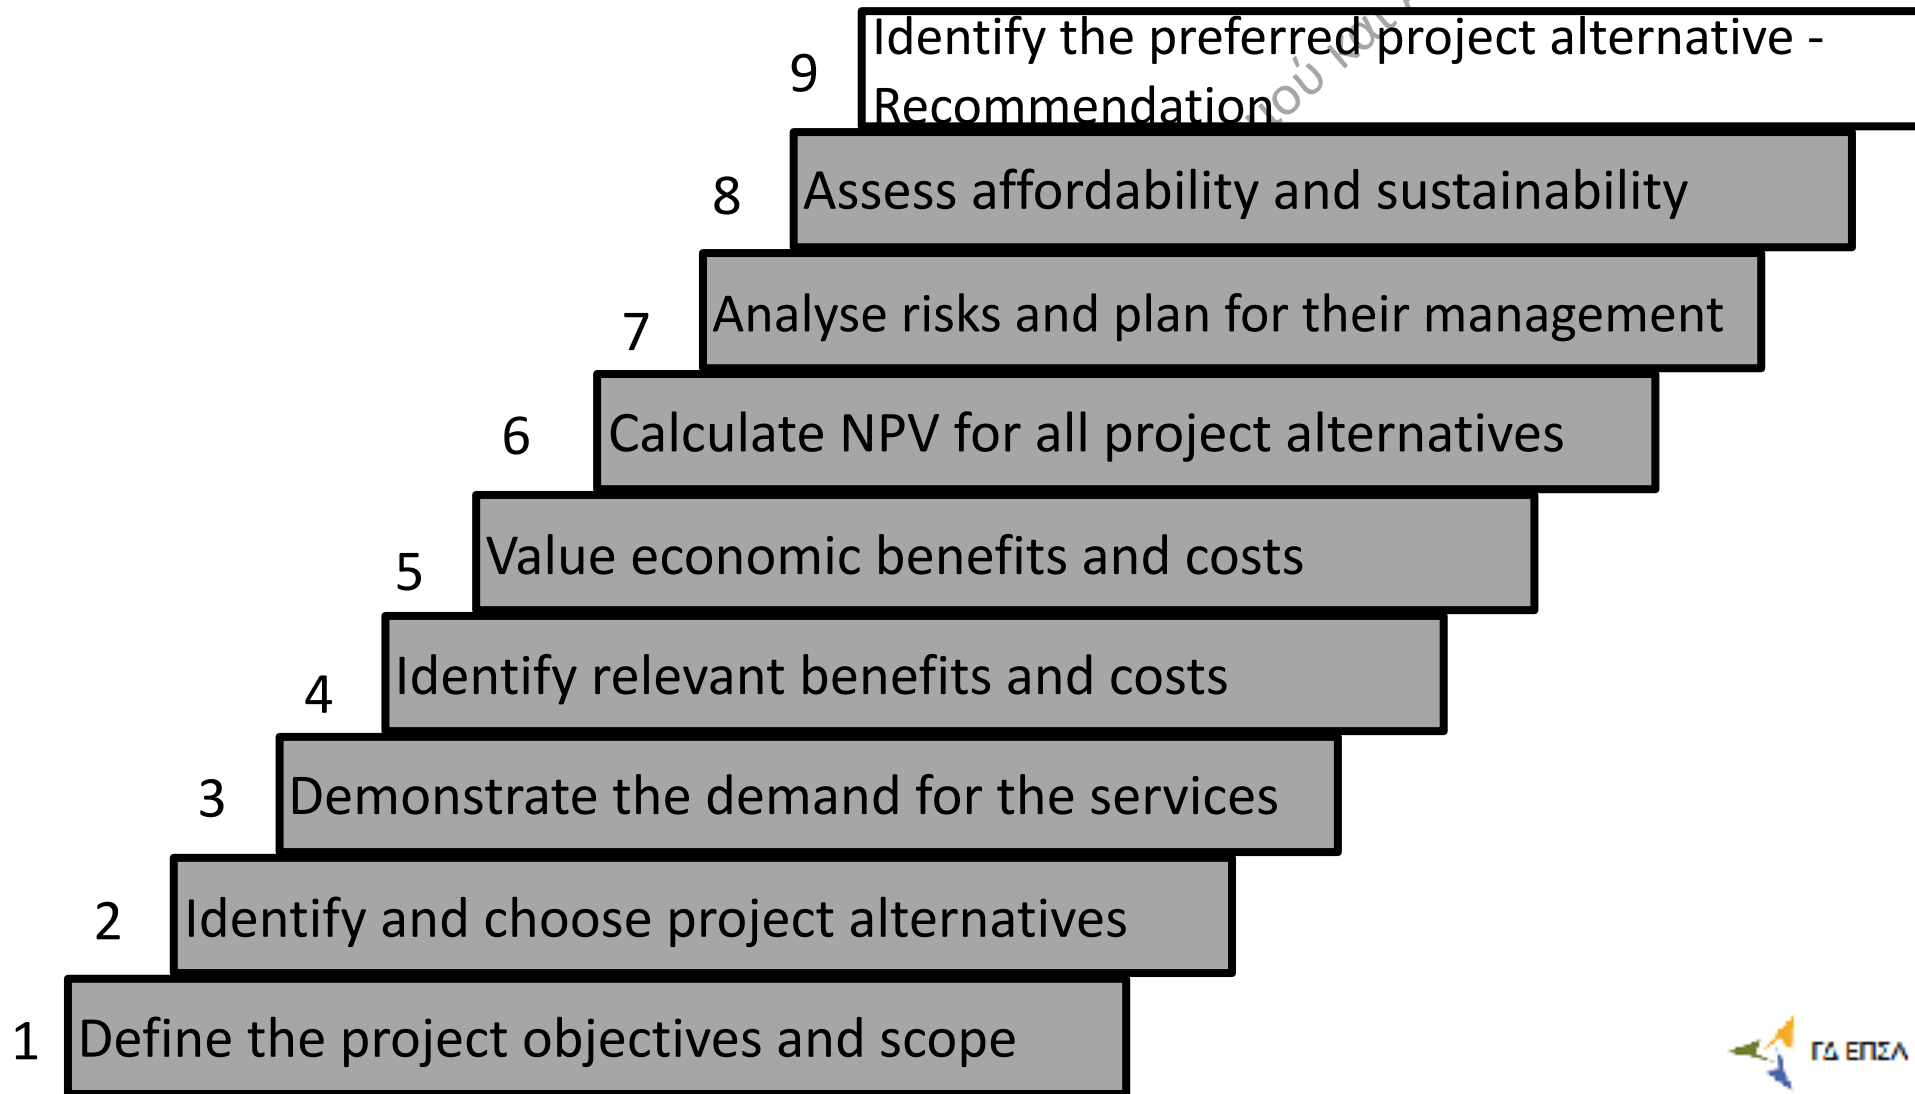 9
Identify the preferred project alternative -
Recommendation
8
Assess affordability and sustainability
7
Analyse risks and plan for their management
6
Calculate NPV for all project alternatives
5
Value economic benefits and costs
4
Identify relevant benefits and costs
3
Demonstrate the demand for the services
2
Identify and choose project alternatives
1
Define the project objectives and scope
ΓΔ ΕΠΣΛ